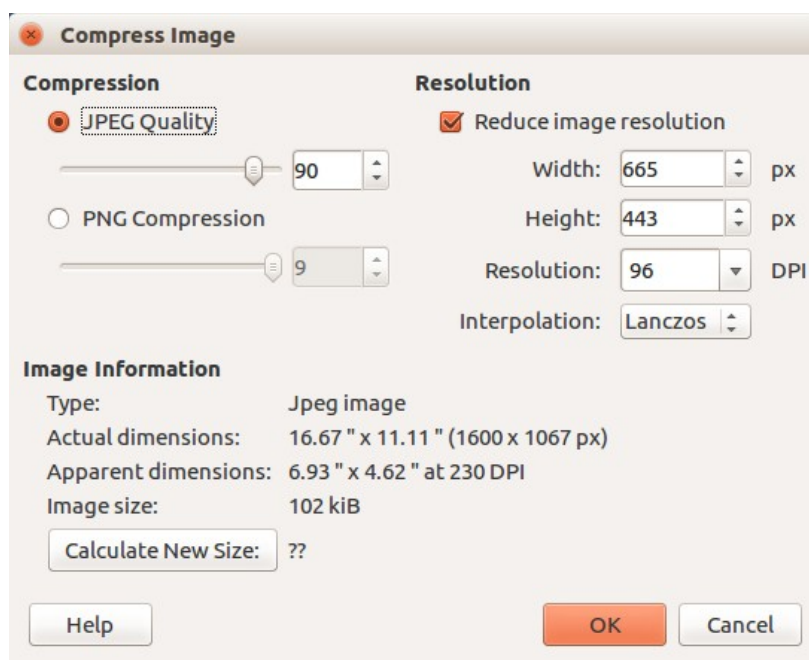 Compress Image
Compression
JPEG Quality
90
PNG Compression
9
Resolution
Reduce image resolution
Width: 665 px
Height: 443 px
Resolution: 96 DPI
Interpolation: Lanczos
Image Information
Type: Jpeg image
Actual dimensions: 16.67 " x 11.11 " (1600 x 1067 px)
Apparent dimensions: 6.93 " x 4.62 " at 230 DPI
Image size: 102 kiB
Calculate New Size: ??
Help OK Cancel